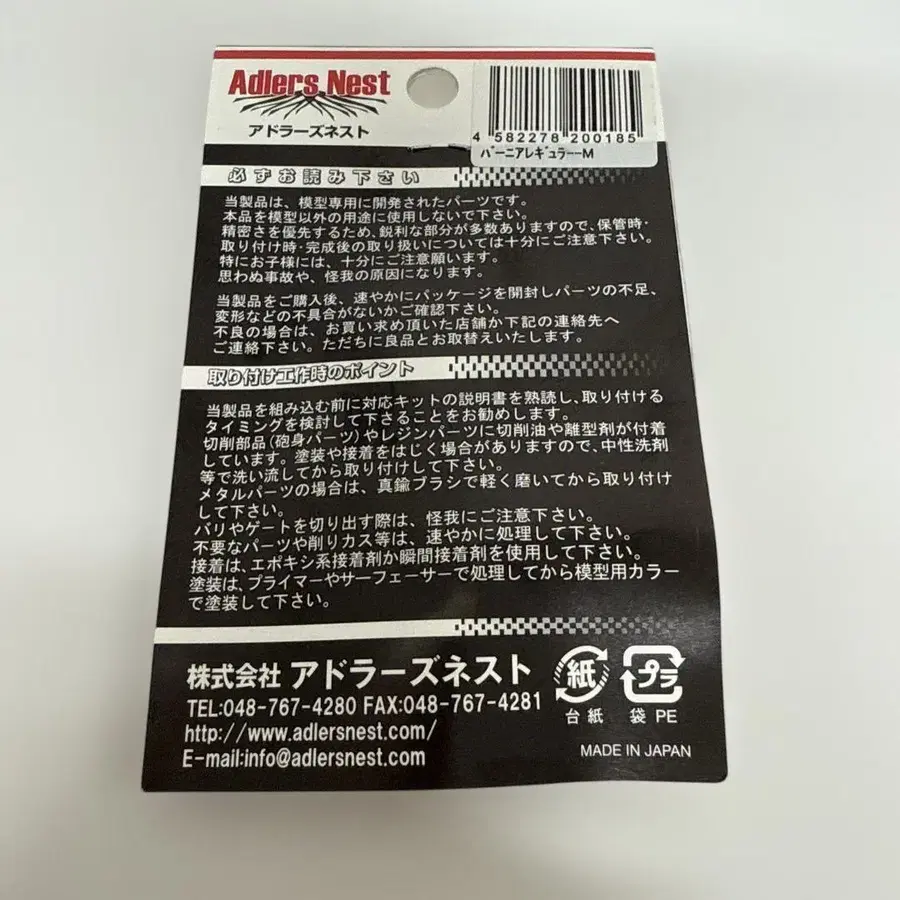 Adlers Nest
アドラーズネスト
4 582278 200185
バーニアレギュラーーM
必ずお読み下さい
当製品は、模型専用に開発されたパーツです。
本品を模型以外の用途に使用しないで下さい。
精密さを優先するため、鋭利な部分が多数ありますので、保管時・
取り付け時・完成後の取り扱いについては十分にご注意下さい。
特にお子様には、十分にご注意願います。
思わぬ事故や、怪我の原因になります。
当製品をご購入後、速やかにパッケージを開封しパーツの不足、
変形などの不具合がないかご確認下さい。
不良の場合は、お買い求め頂いた店舗か下記の連絡先へ
ご連絡下さい。ただちに良品とお取替えいたします。
取り付け工作時のポイント
当製品を組み込む前に対応キットの説明書を熟読し、取り付ける
タイミングを検討して下さることをお勧めします。
切削部品(砲身パーツ)やレジンパーツに切削油や離型剤が付着
しています。塗装や接着をはじく場合がありますので、中性洗剤
等で洗い流してから取り付けして下さい。
メタルパーツの場合は、真鍮ブラシで軽く磨いてから取り付け
して下さい。
バリやゲートを切り出す際は、怪我にご注意下さい。
不要なパーツや削りカス等は、速やかに処理して下さい。
接着は、エポキシ系接着剤か瞬間接着剤を使用して下さい。
塗装は、プライマーやサーフェーサーで処理してから模型用カラー
で塗装して下さい。
株式会社 アドラーズネスト
TEL:048-767-4280 FAX:048-767-4281
http://www.adlersnest.com/
E-mail:info@adlersnest.com
紙 プラ
台紙 袋 PE
MADE IN JAPAN